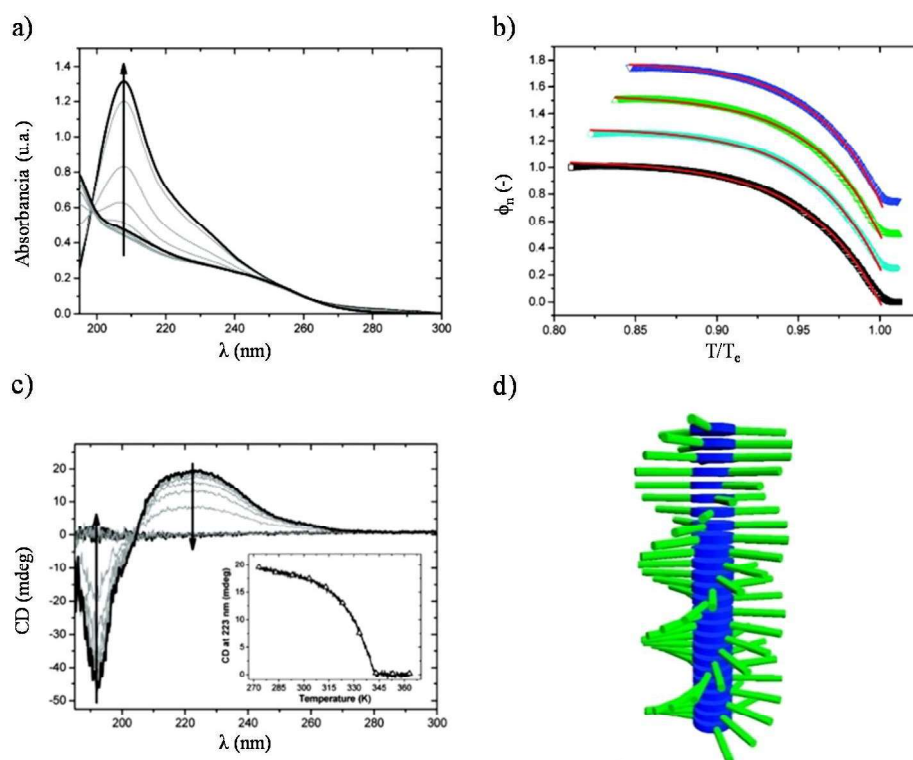 a)
Absorbancia (u.a.)
1.4
1.2
1.0
0.8
0.6
0.4
0.2
0.0
200 220 240 260 280 300
λ (nm)
b)
ϕn (-)
1.8
1.6
1.4
1.2
1.0
0.8
0.6
0.4
0.2
0.0
0.80 0.85 0.90 0.95 1.00
T/Tc
c)
CD (mdeg)
20
10
0
-10
-20
-30
-40
-50
200 220 240 260 280 300
λ (nm)
CD at 223 nm (mdeg)
20
15
10
5
0
270 285 300 315 330 345 360
Temperature (K)
d)